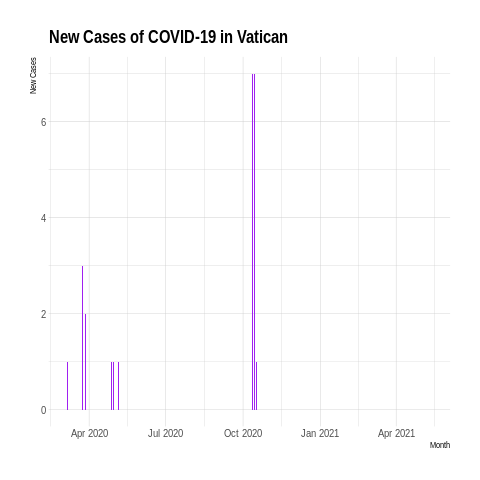 New Cases of COVID-19 in Vatican
New Cases
6
4
2
0
Apr 2020 Jul 2020 Oct 2020 Jan 2021 Apr 2021
Month